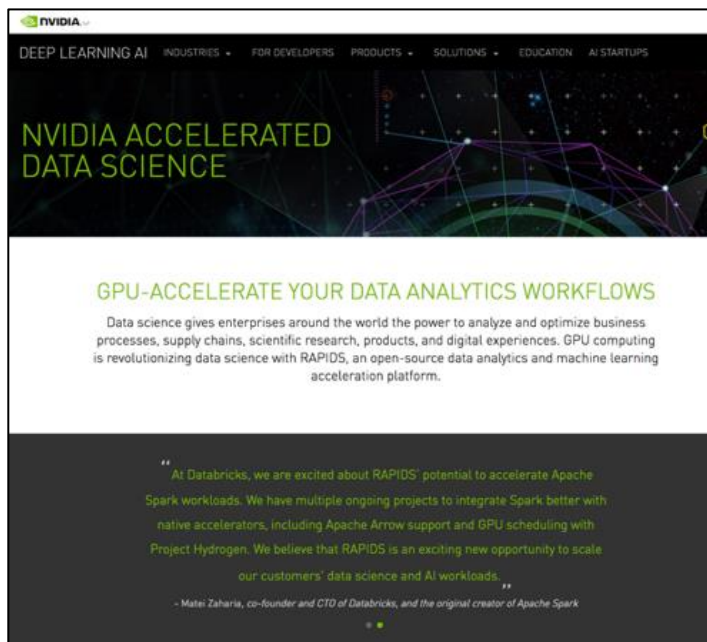 NVIDIA
DEEP LEARNING AI INDUSTRIES FOR DEVELOPERS PRODUCTS SOLUTIONS EDUCATION AI STARTUPS
NVIDIA ACCELERATED
DATA SCIENCE
GPU-ACCELERATE YOUR DATA ANALYTICS WORKFLOWS
Data science gives enterprises around the world the power to analyze and optimize business
processes, supply chains, scientific research, products, and digital experiences. GPU computing
is revolutionizing data science with RAPIDS, an open-source data analytics and machine learning
acceleration platform.
“At Databricks, we are excited about RAPIDS' potential to accelerate Apache
Spark workloads. We have multiple ongoing projects to integrate Spark better with
native accelerators, including Apache Arrow support and GPU scheduling with
Project Hydrogen. We believe that RAPIDS is an exciting new opportunity to scale
our customers' data science and AI workloads.”
- Matei Zaharia, co-founder and CTO of Databricks, and the original creator of Apache Spark